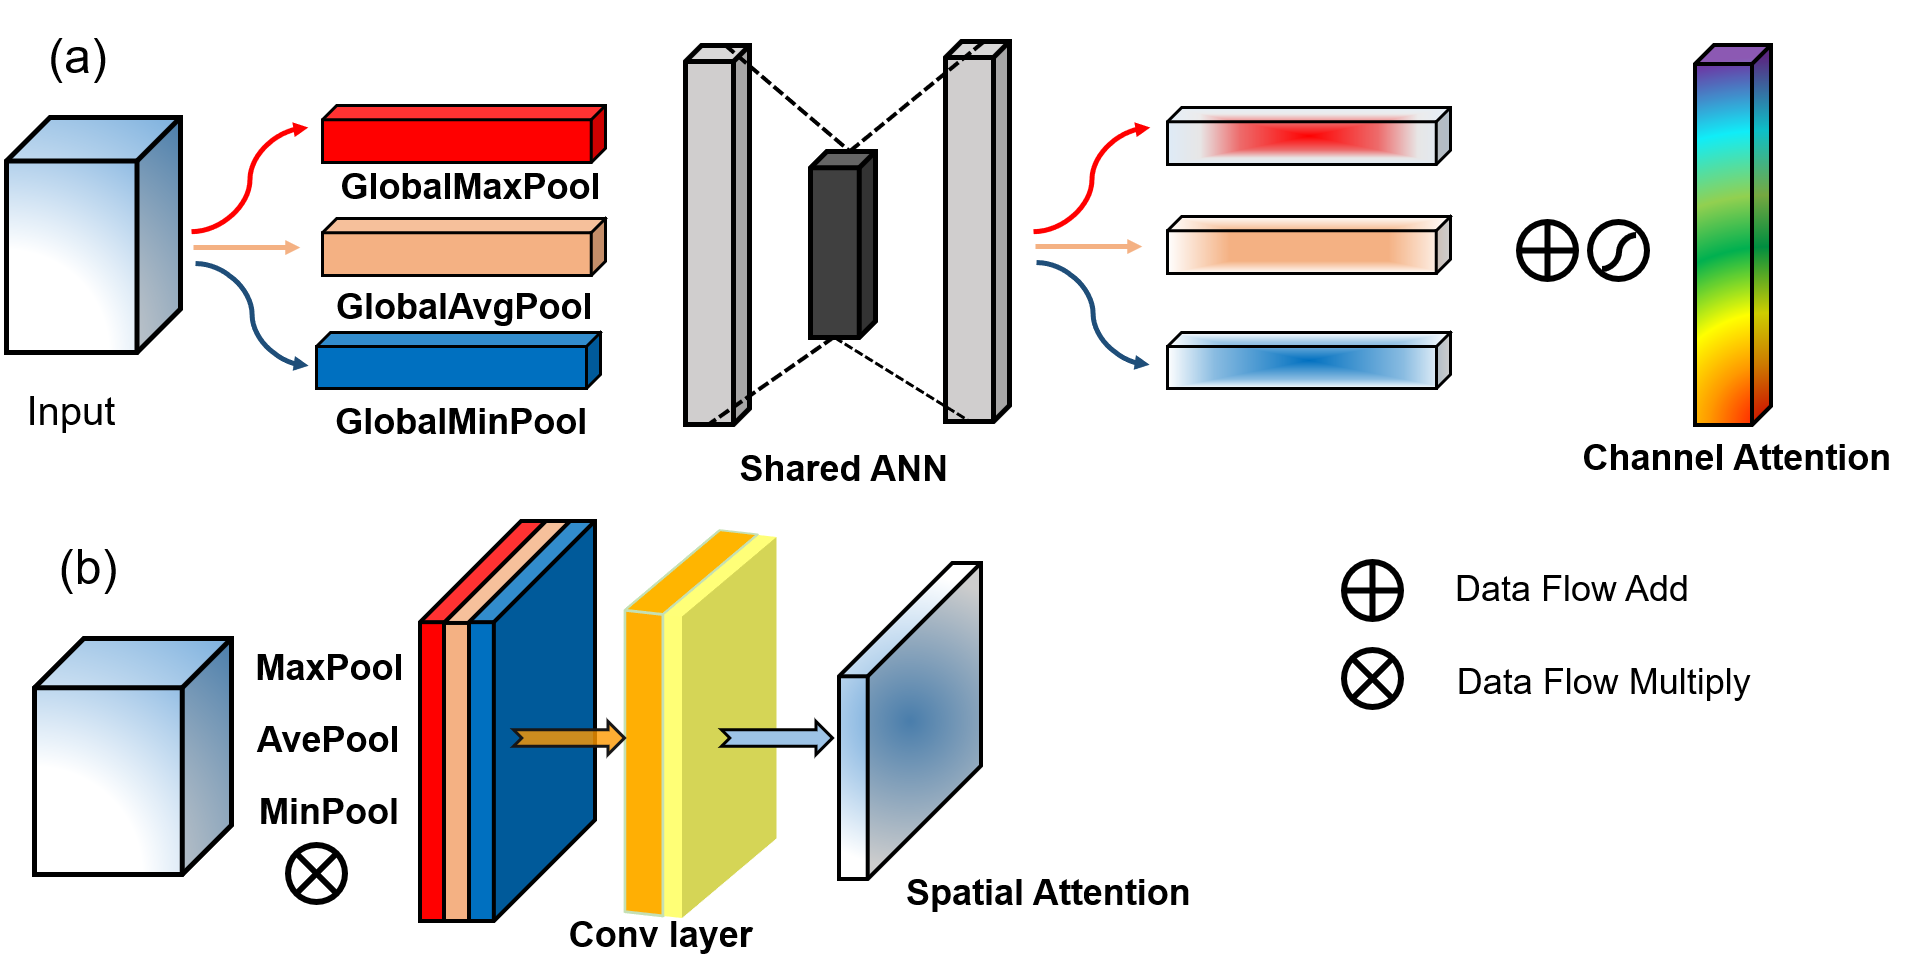 (a)
Input
GlobalMaxPool
GlobalAvgPool
GlobalMinPool
Shared ANN
Channel Attention
(b)
MaxPool
AvePool
MinPool
Conv layer
Spatial Attention
Data Flow Add
Data Flow Multiply